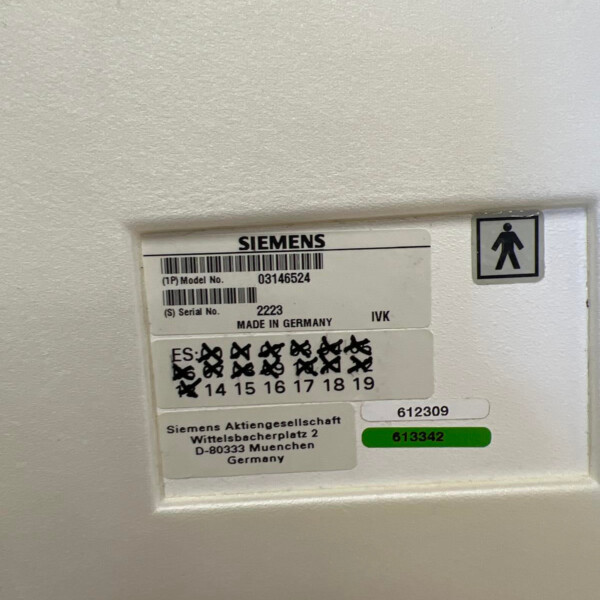 SIEMENS
(1P) Model No. 03146524
(S) Serial No. 2223 IVK
MADE IN GERMANY
ES-
14 15 16 17 18 19
Siemens Aktiengesellschaft
Wittelsbacherplatz 2
D-80333 Muenchen
Germany
612309
613342